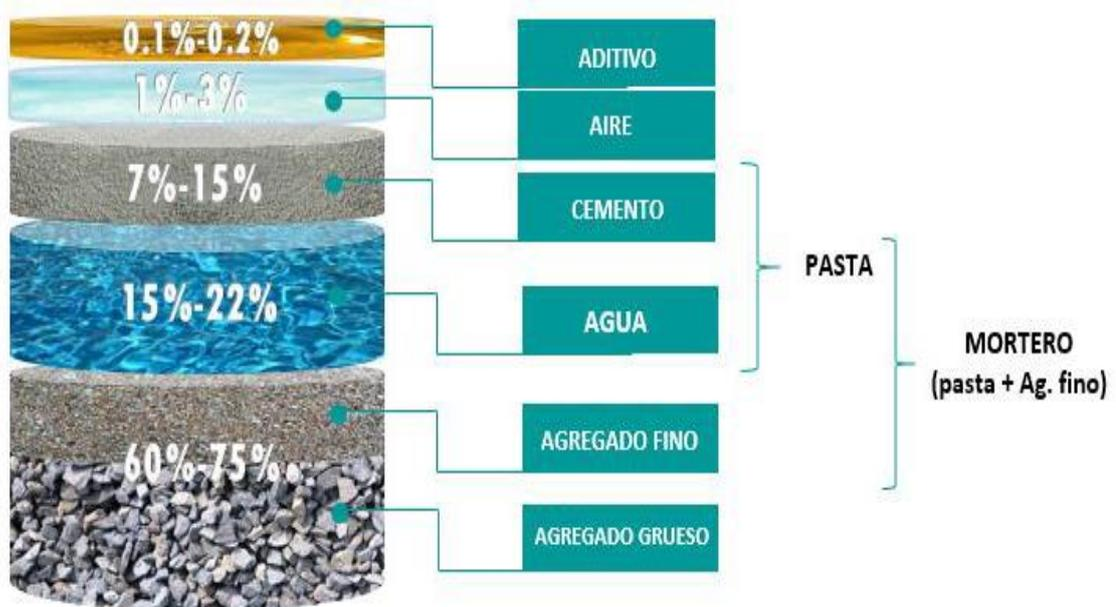 0.1%-0.2%
ADITIVO
1%-3%
AIRE
7%-15%
CEMENTO
15%-22%
AGUA
PASTA
60%-75%
AGREGADO FINO
AGREGADO GRUESO
MORTERO
(pasta + Ag. fino)